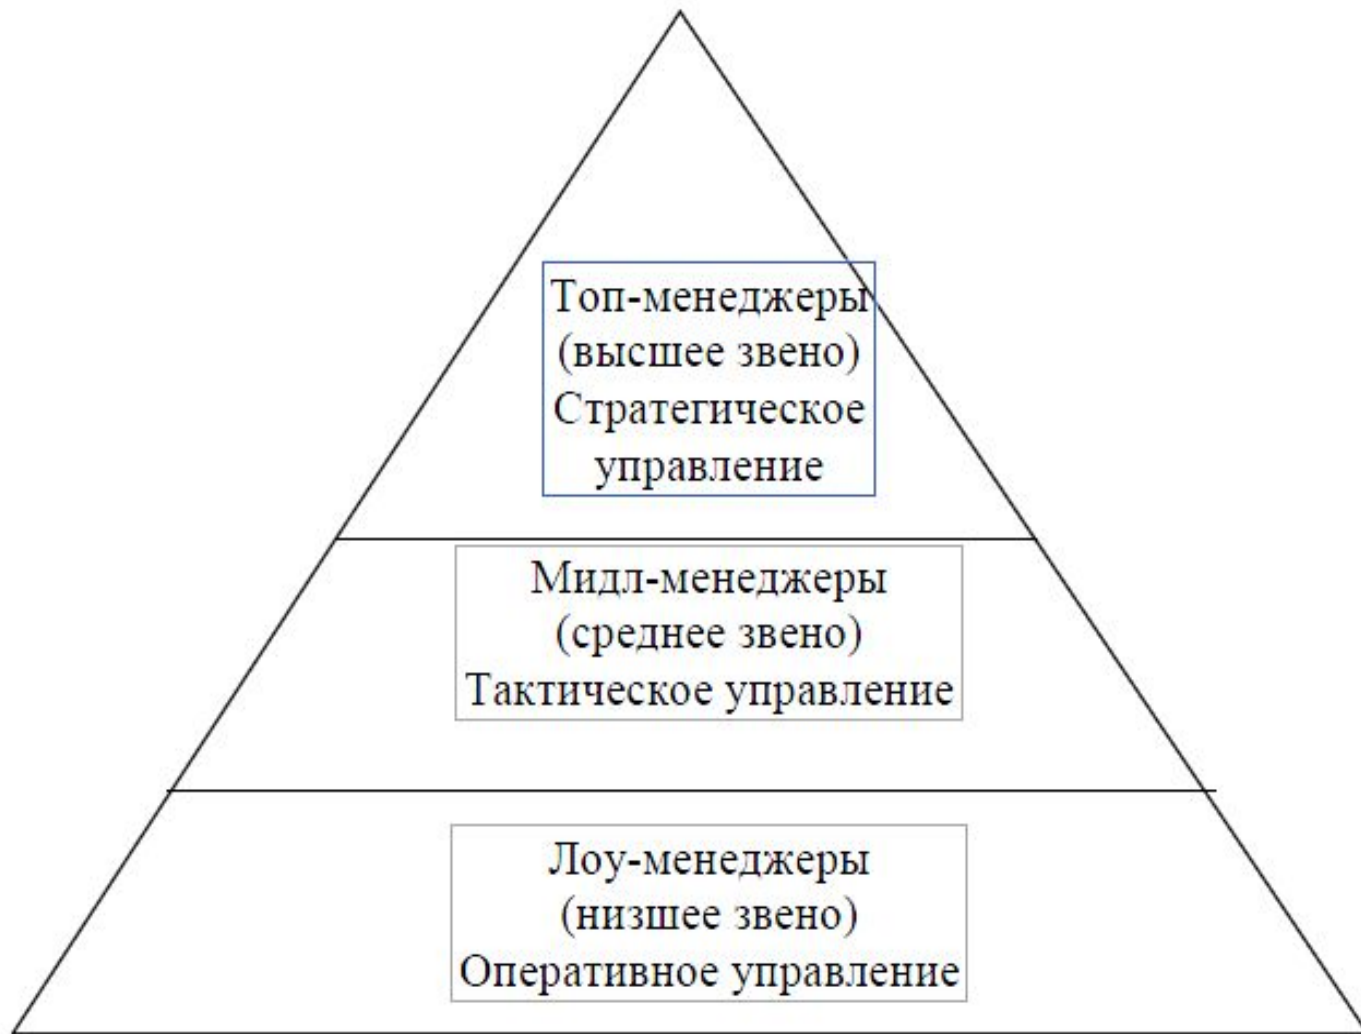 Топ-менеджеры
(высшее звено)
Стратегическое
управление
Мидл-менеджеры
(среднее звено)
Тактическое управление
Лоу-менеджеры
(низшее звено)
Оперативное управление